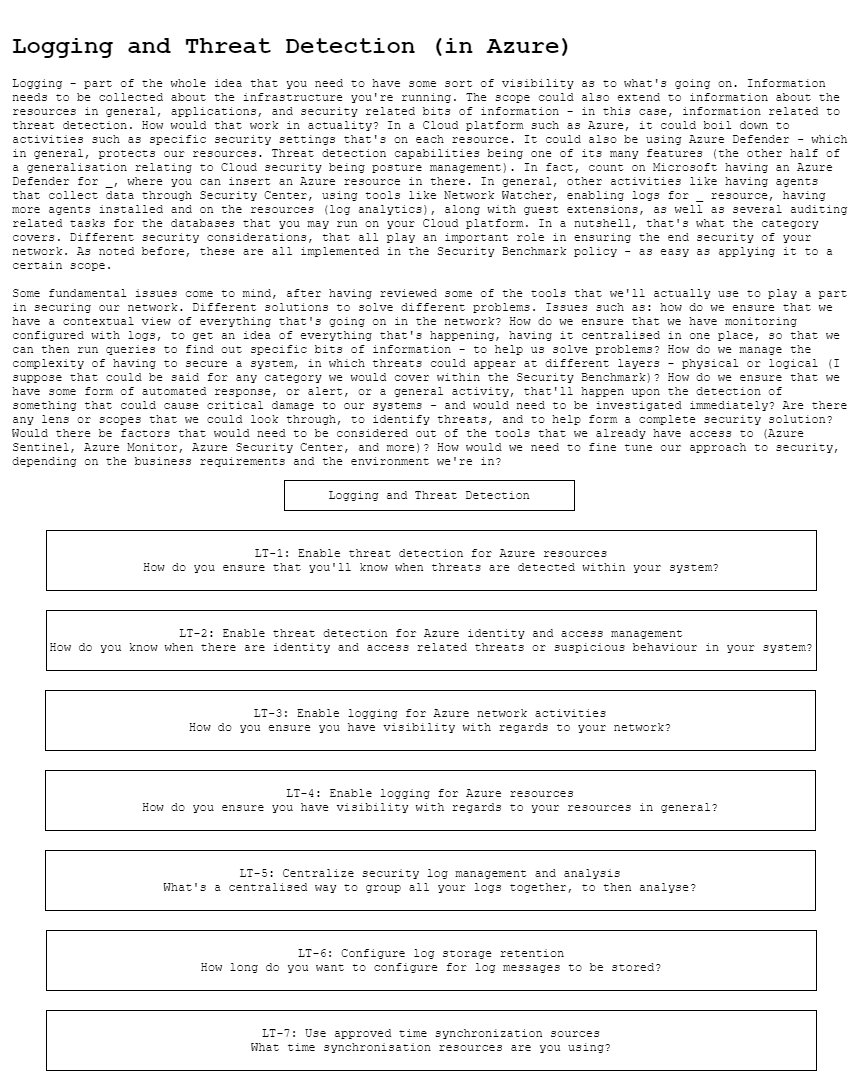 Logging and Threat Detection (in Azure)
Logging - part of the whole idea that you need to have some sort of visibility as to what's going on. Information
needs to be collected about the infrastructure you're running. The scope could also extend to information about the
resources in general, applications, and security related bits of information - in this case, information related to
threat detection. How would that work in actuality? In a Cloud platform such as Azure, it could boil down to
activities such as specific security settings that's on each resource. It could also be using Azure Defender - which
in general, protects our resources. Threat detection capabilities being one of its many features (the other half of
a generalisation relating to Cloud security being posture management). In fact, count on Microsoft having an Azure
Defender for _, where you can insert an Azure resource in there. In general, other activities like having agents
that collect data through Security Center, using tools like Network Watcher, enabling logs for _ resource, having
more agents installed and on the resources (log analytics), along with guest extensions, as well as several auditing
related tasks for the databases that you may run on your Cloud platform. In a nutshell, that's what the category
covers. Different security considerations, that all play an important role in ensuring the end security of your
network. As noted before, these are all implemented in the Security Benchmark policy - as easy as applying it to a
certain scope.
Some fundamental issues come to mind, after having reviewed some of the tools that we'll actually use to play a part
in securing our network. Different solutions to solve different problems. Issues such as: how do we ensure that we
have a contextual view of everything that's going on in the network? How do we ensure that we have monitoring
configured with logs, to get an idea of everything that's happening, having it centralised in one place, so that we
can then run queries to find out specific bits of information - to help us solve problems? How do we manage the
complexity of having to secure a system, in which threats could appear at different layers - physical or logical (I
suppose that could be said for any category we would cover within the Security Benchmark)? How do we ensure that we
have some form of automated response, or alert, or a general activity, that'll happen upon the detection of
something that could cause critical damage to our systems - and would need to be investigated immediately? Are there
any lens or scopes that we could look through, to identify threats, and to help form a complete security solution?
Would there be factors that would need to be considered out of the tools that we already have access to (Azure
Sentinel, Azure Monitor, Azure Security Center, and more)? How would we need to fine tune our approach to security,
depending on the business requirements and the environment we're in?
Logging and Threat Detection
LT-1: Enable threat detection for Azure resources
How do you ensure that you'll know when threats are detected within your system?
LT-2: Enable threat detection for Azure identity and access management
How do you know when there are identity and access related threats or suspicious behaviour in your system?
LT-3: Enable logging for Azure network activities
How do you ensure you have visibility with regards to your network?
LT-4: Enable logging for Azure resources
How do you ensure you have visibility with regards to your resources in general?
LT-5: Centralize security log management and analysis
What's a centralised way to group all your logs together, to then analyse?
LT-6: Configure log storage retention
How long do you want to configure for log messages to be stored?
LT-7: Use approved time synchronization sources
What time synchronisation resources are you using?